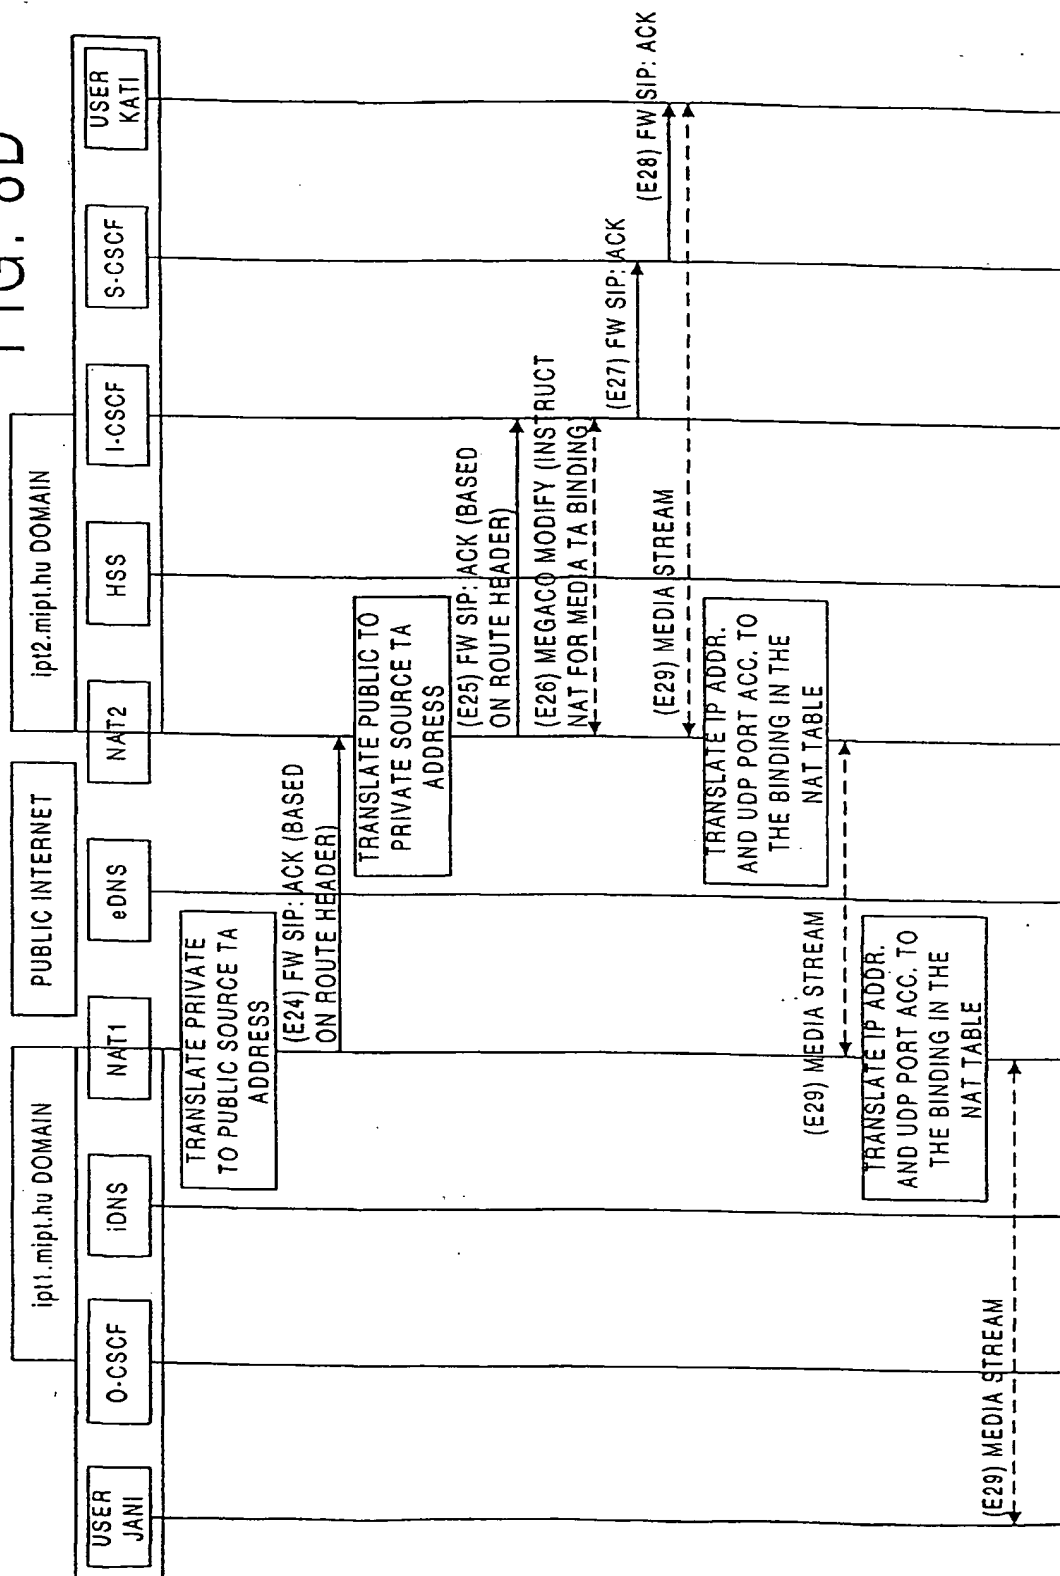 FIG.
ipt1.mipt.hu DOMAIN
PUBLIC INTERNET
ipt2.mipt.hu DOMAIN
USER
JANI
O-CSCF
iDNS
NAT1
eDNS
NAT2
HSS
I-CSCF
S-CSCF
USER
KATI
TRANSLATE PRIVATE
TO PUBLIC SOURCE TA
ADDRESS
(E24) FW SIP: ACK (BASED
ON ROUTE HEADER)
TRANSLATE PUBLIC TO
PRIVATE SOURCE TA
ADDRESS
(E25) FW SIP: ACK (BASED
ON ROUTE HEADER)
(E26) MEGACO MODIFY (INSTRUCT
NAT FOR MEDIA TA BINDING
(E27) FW SIP: ACK
(E28) FW SIP: ACK
(E29) MEDIA STREAM
TRANSLATE IP ADDR.
AND UDP PORT ACC. TO
THE BINDING IN THE
NAT TABLE
(E29) MEDIA STREAM
TRANSLATE IP ADDR.
AND UDP PORT ACC. TO
THE BINDING IN THE
NAT TABLE
(E29) MEDIA STREAM